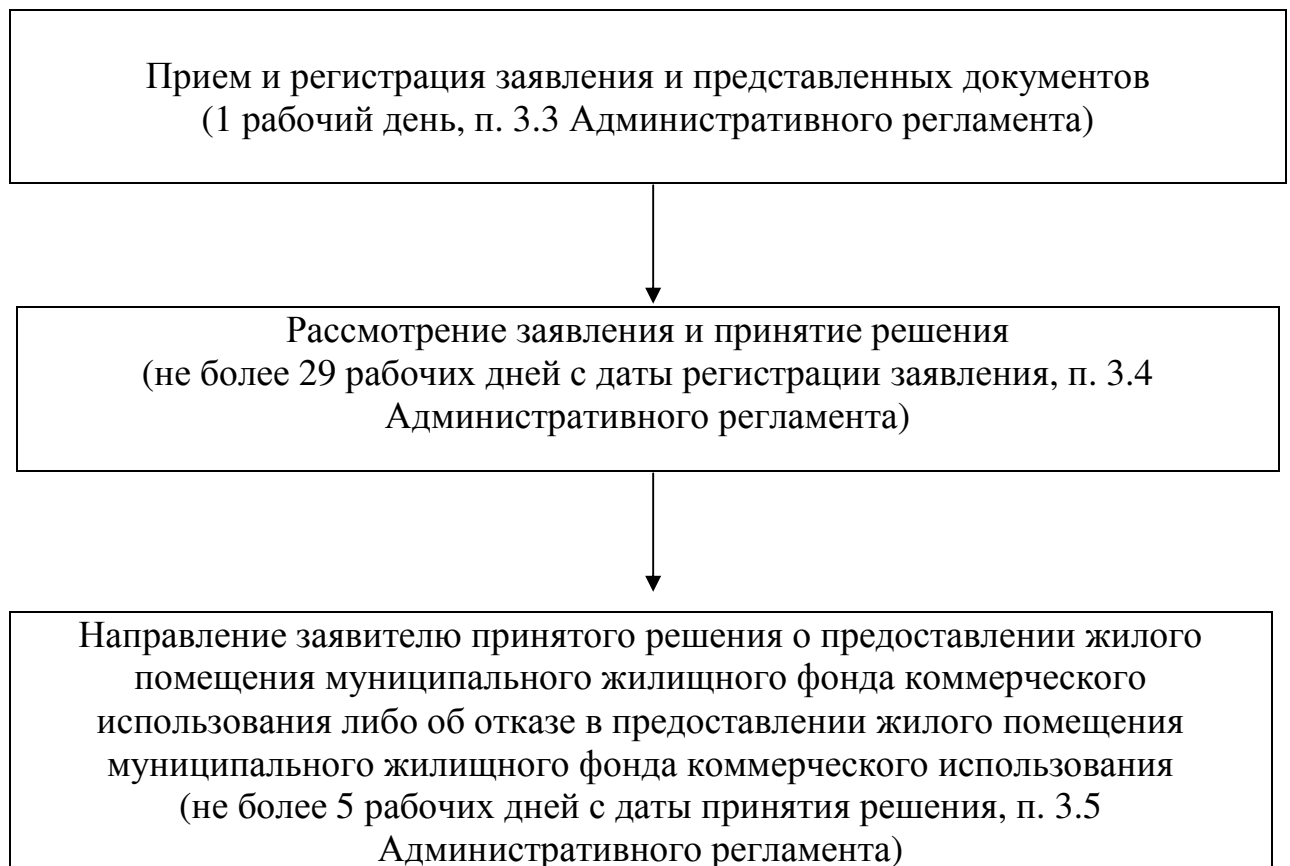 Прием и регистрация заявления и представленных документов
(1 рабочий день, п. 3.3 Административного регламента)
Рассмотрение заявления и принятие решения
(не более 29 рабочих дней с даты регистрации заявления, п. 3.4
Административного регламента)
Направление заявителю принятого решения о предоставлении жилого
помещения муниципального жилищного фонда коммерческого
использования либо об отказе в предоставлении жилого помещения
муниципального жилищного фонда коммерческого использования
(не более 5 рабочих дней с даты принятия решения, п. 3.5
Административного регламента)